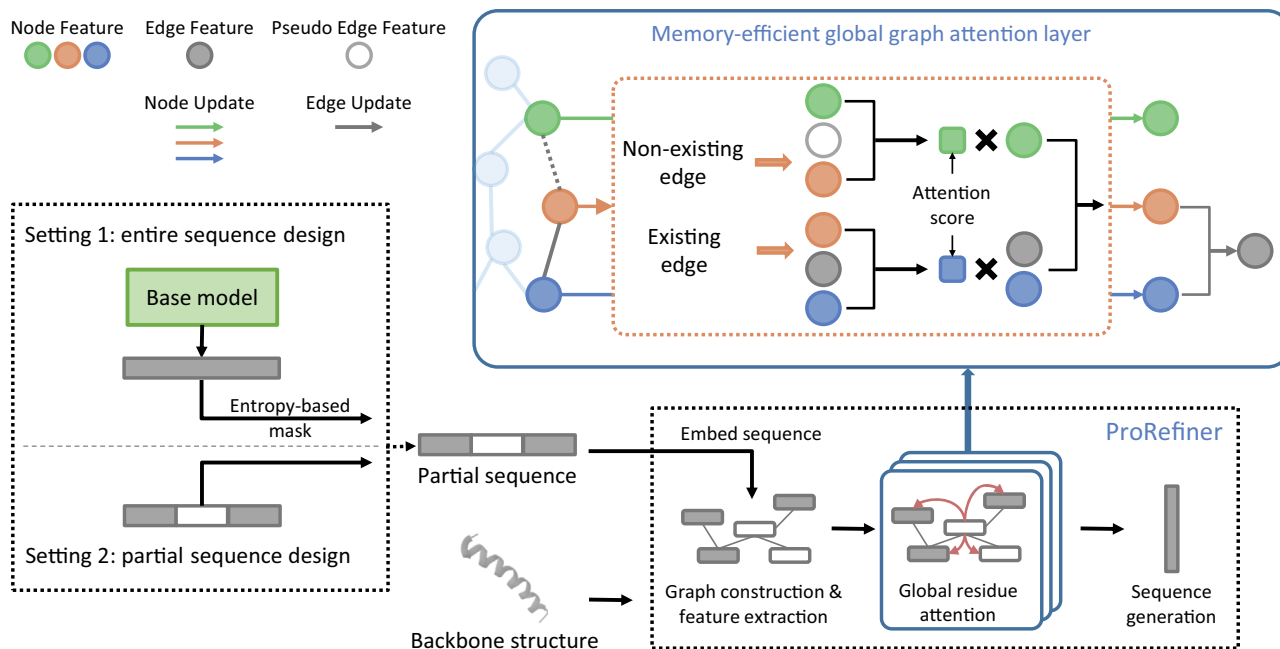 Node Feature
Edge Feature
Pseudo Edge Feature
Node Update
Edge Update
Memory-efficient global graph attention layer
Non-existing
edge
Existing
edge
Attention
score
Setting 1: entire sequence design
Base model
Entropy-based
mask
Setting 2: partial sequence design
Partial sequence
Backbone structure
ProRefiner
Embed sequence
Graph construction &
feature extraction
Global residue
attention
Sequence
generation